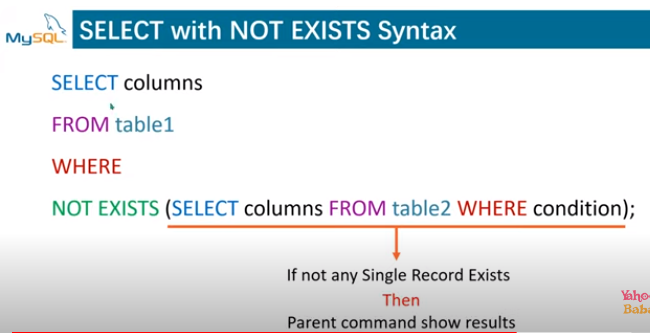 MySQL
SELECT with NOT EXISTS Syntax
SELECT columns
FROM table1
WHERE
NOT EXISTS (SELECT columns FROM table2 WHERE condition);
If not any Single Record Exists
Then
Parent command show results
Yaho
Baba